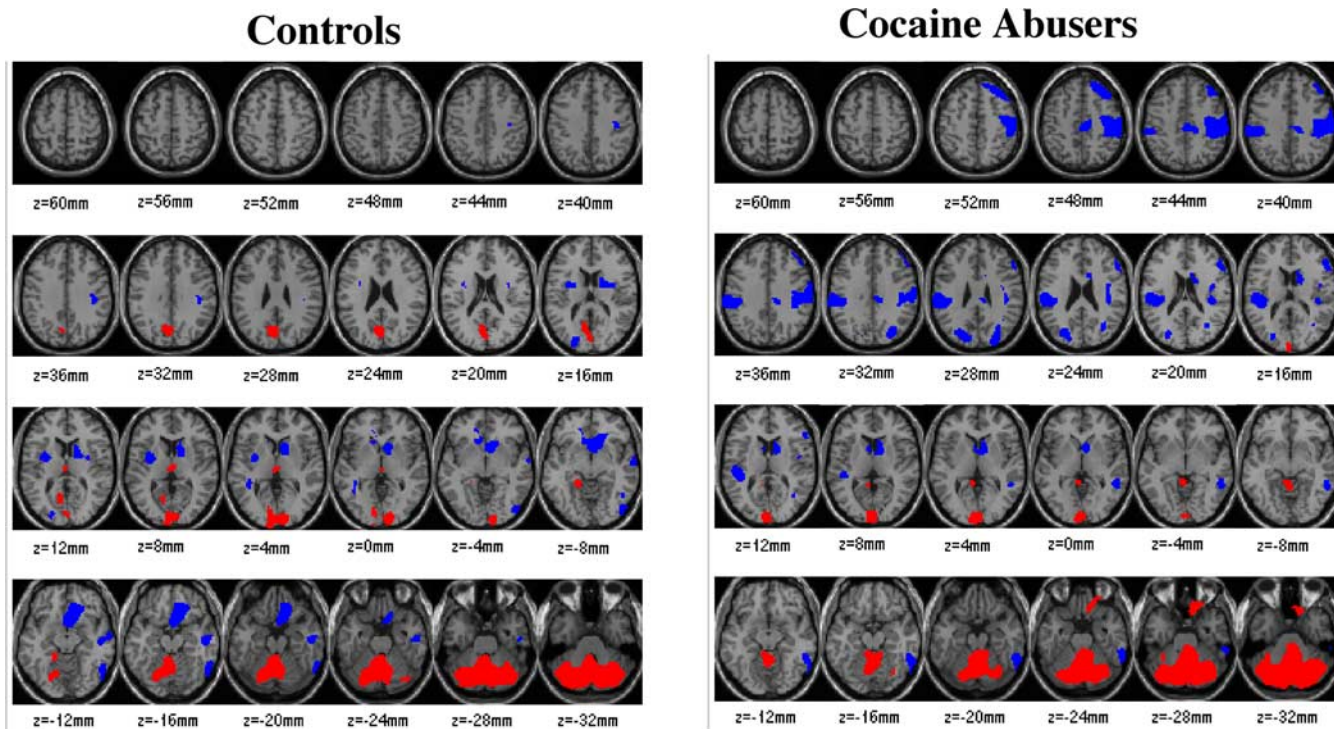 Controls
z=60mm z=56mm z=52mm z=48mm z=44mm z=40mm
z=36mm z=32mm z=28mm z=24mm z=20mm z=16mm
z=12mm z=8mm z=4mm z=0mm z=-4mm z=-8mm
z=-12mm z=-16mm z=-20mm z=-24mm z=-28mm z=-32mm
Cocaine Abusers
z=60mm z=56mm z=52mm z=48mm z=44mm z=40mm
z=36mm z=32mm z=28mm z=24mm z=20mm z=16mm
z=12mm z=8mm z=4mm z=0mm z=-4mm z=-8mm
z=-12mm z=-16mm z=-20mm z=-24mm z=-28mm z=-32mm